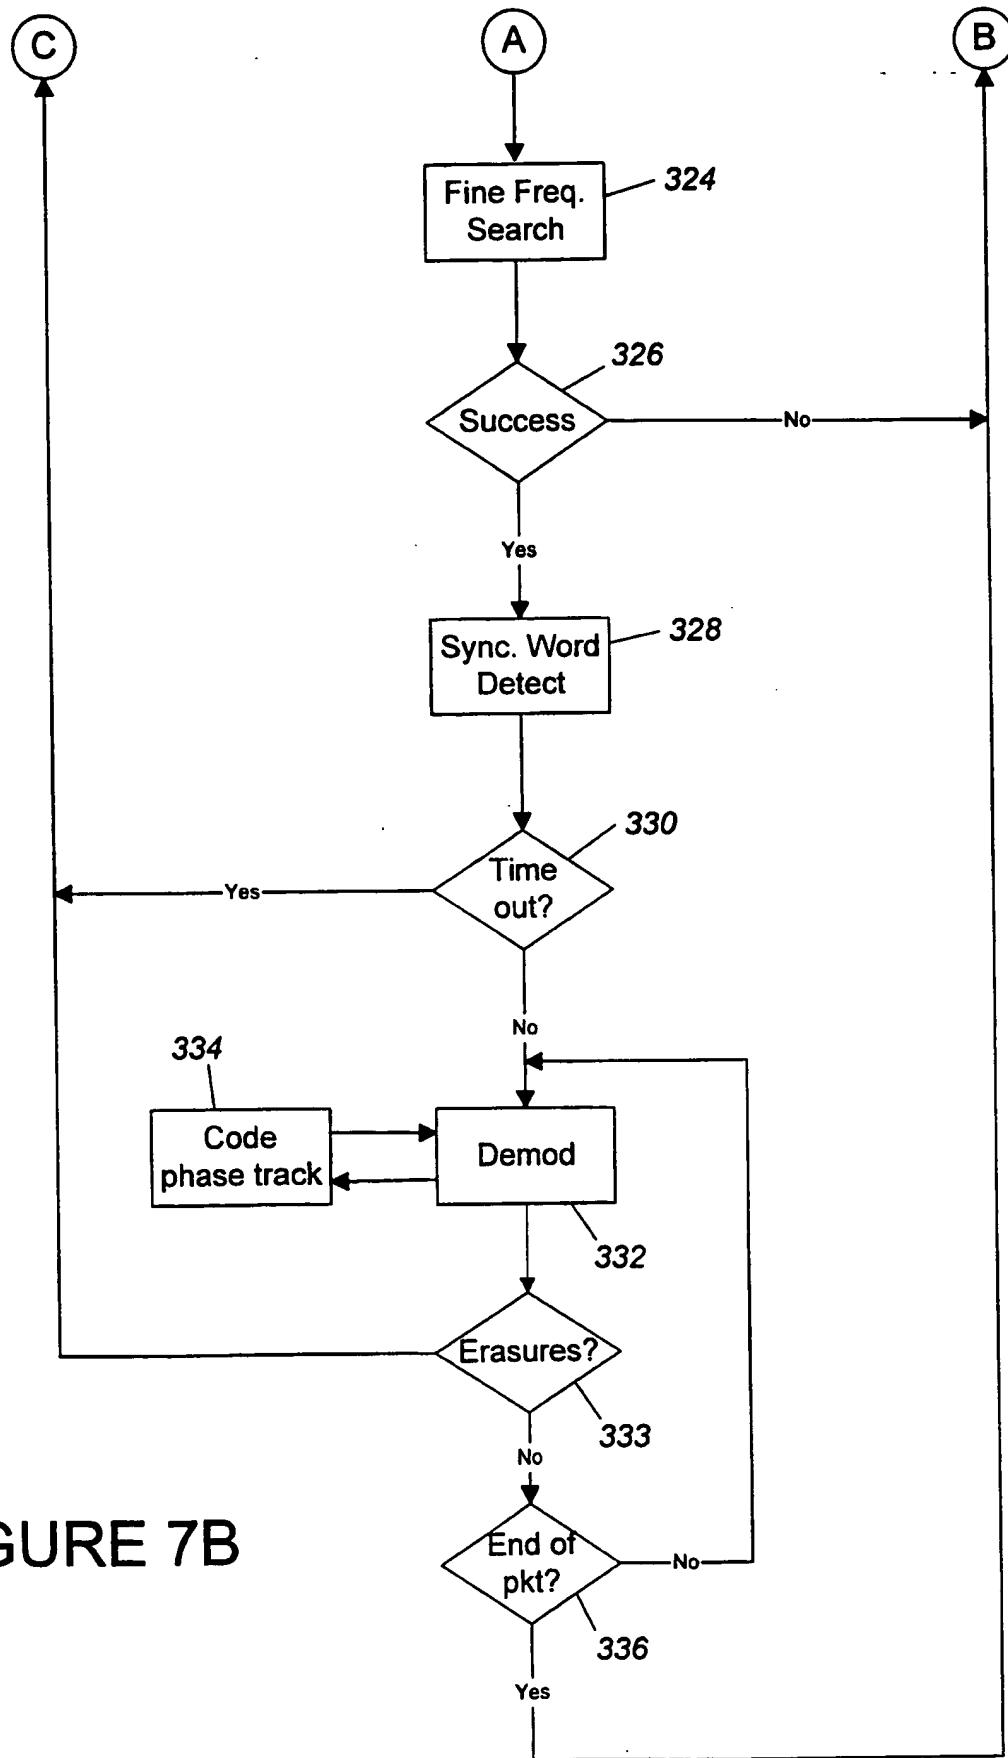 C
A
B
Fine Freq.
Search
324
326
Success
No
Yes
Sync. Word
Detect
328
330
Time
out?
Yes
No
334
Code
phase track
Demod
332
Erasures?
333
No
End of
pkt?
No
336
Yes
GURE 7B